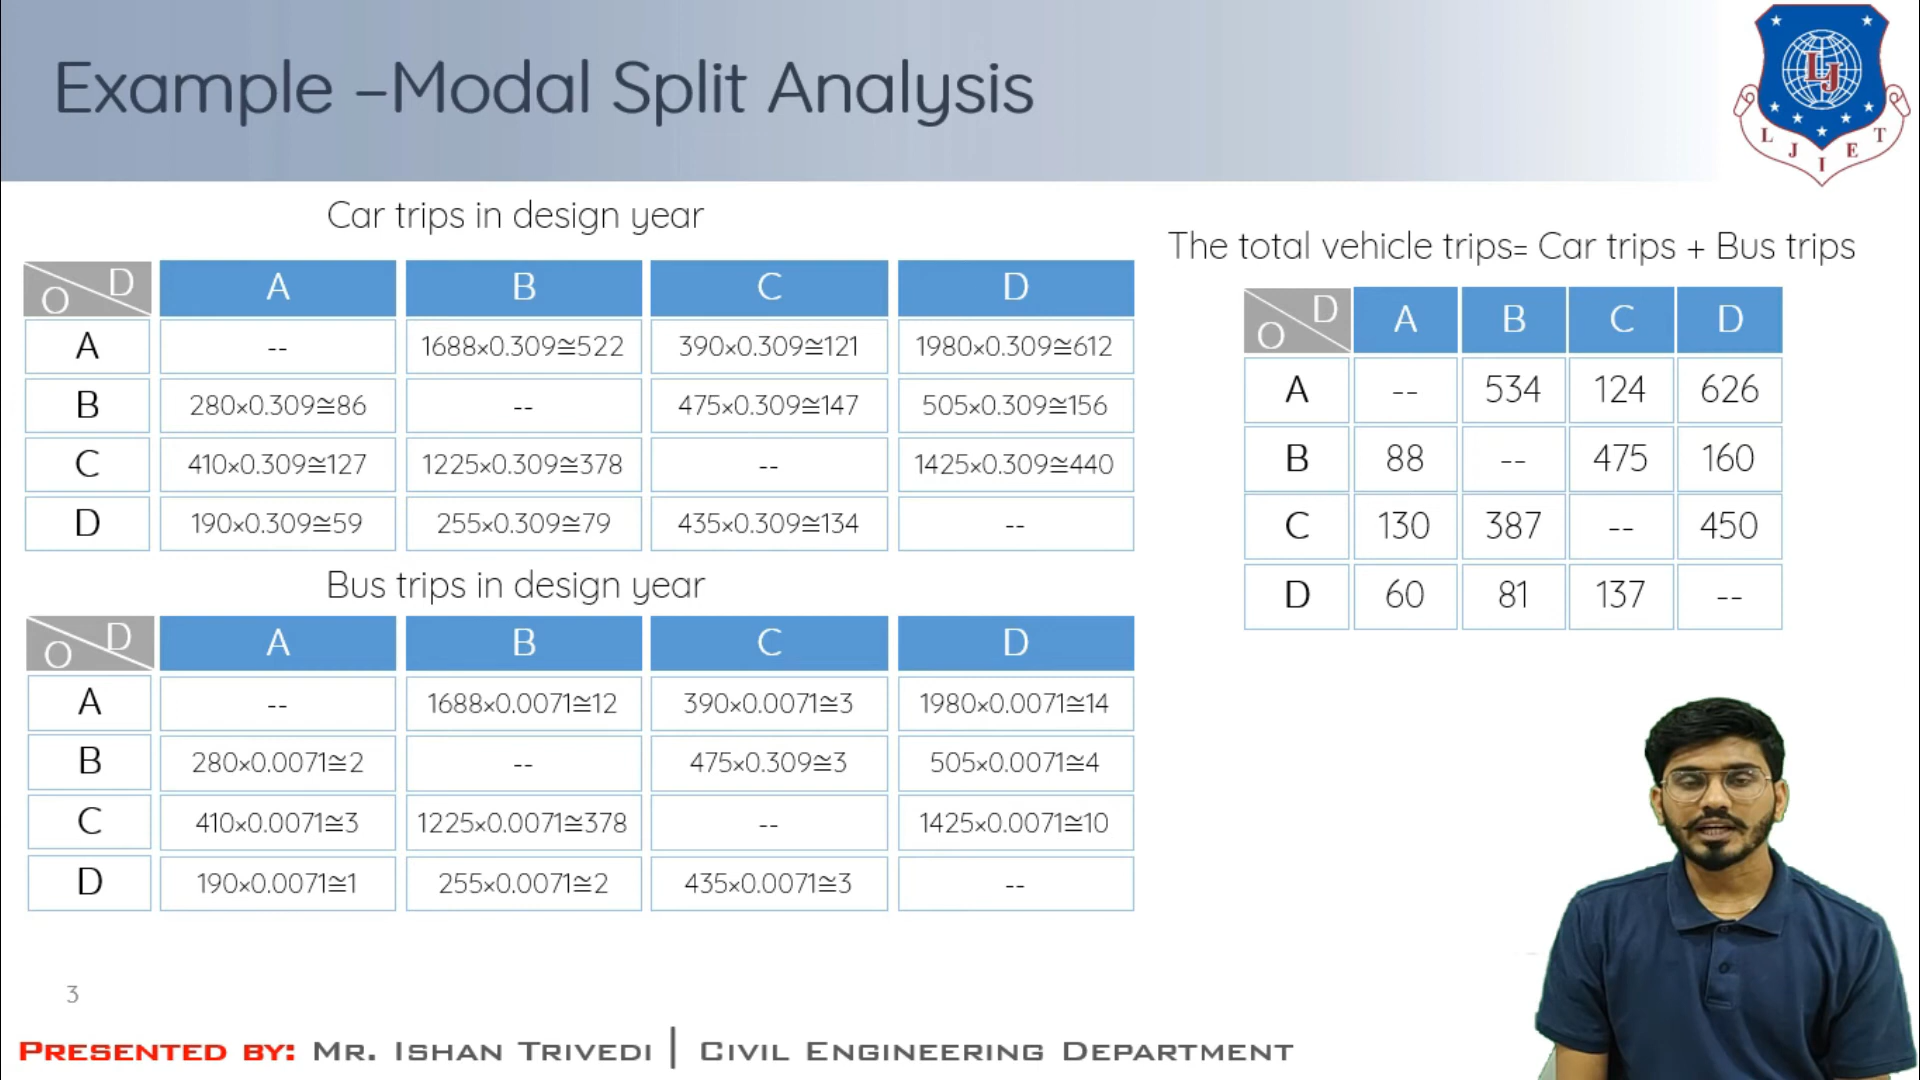 Example –Modal Split Analysis
LJ
L J I E T
Car trips in design year
O D A B C D
A -- 1688×0.309≅522 390×0.309≅121 1980×0.309≅612
B 280×0.309≅86 -- 475×0.309≅147 505×0.309≅156
C 410×0.309≅127 1225×0.309≅378 -- 1425×0.309≅440
D 190×0.309≅59 255×0.309≅79 435×0.309≅134 --
Bus trips in design year
O D A B C D
A -- 1688×0.0071≅12 390×0.0071≅3 1980×0.0071≅14
B 280×0.0071≅2 -- 475×0.309≅3 505×0.0071≅4
C 410×0.0071≅3 1225×0.0071≅378 -- 1425×0.0071≅10
D 190×0.0071≅1 255×0.0071≅2 435×0.0071≅3 --
The total vehicle trips= Car trips + Bus trips
O D A B C D
A -- 534 124 626
B 88 -- 475 160
C 130 387 -- 450
D 60 81 137 --
3
PRESENTED BY: MR. ISHAN TRIVEDI | CIVIL ENGINEERING DEPARTMENT